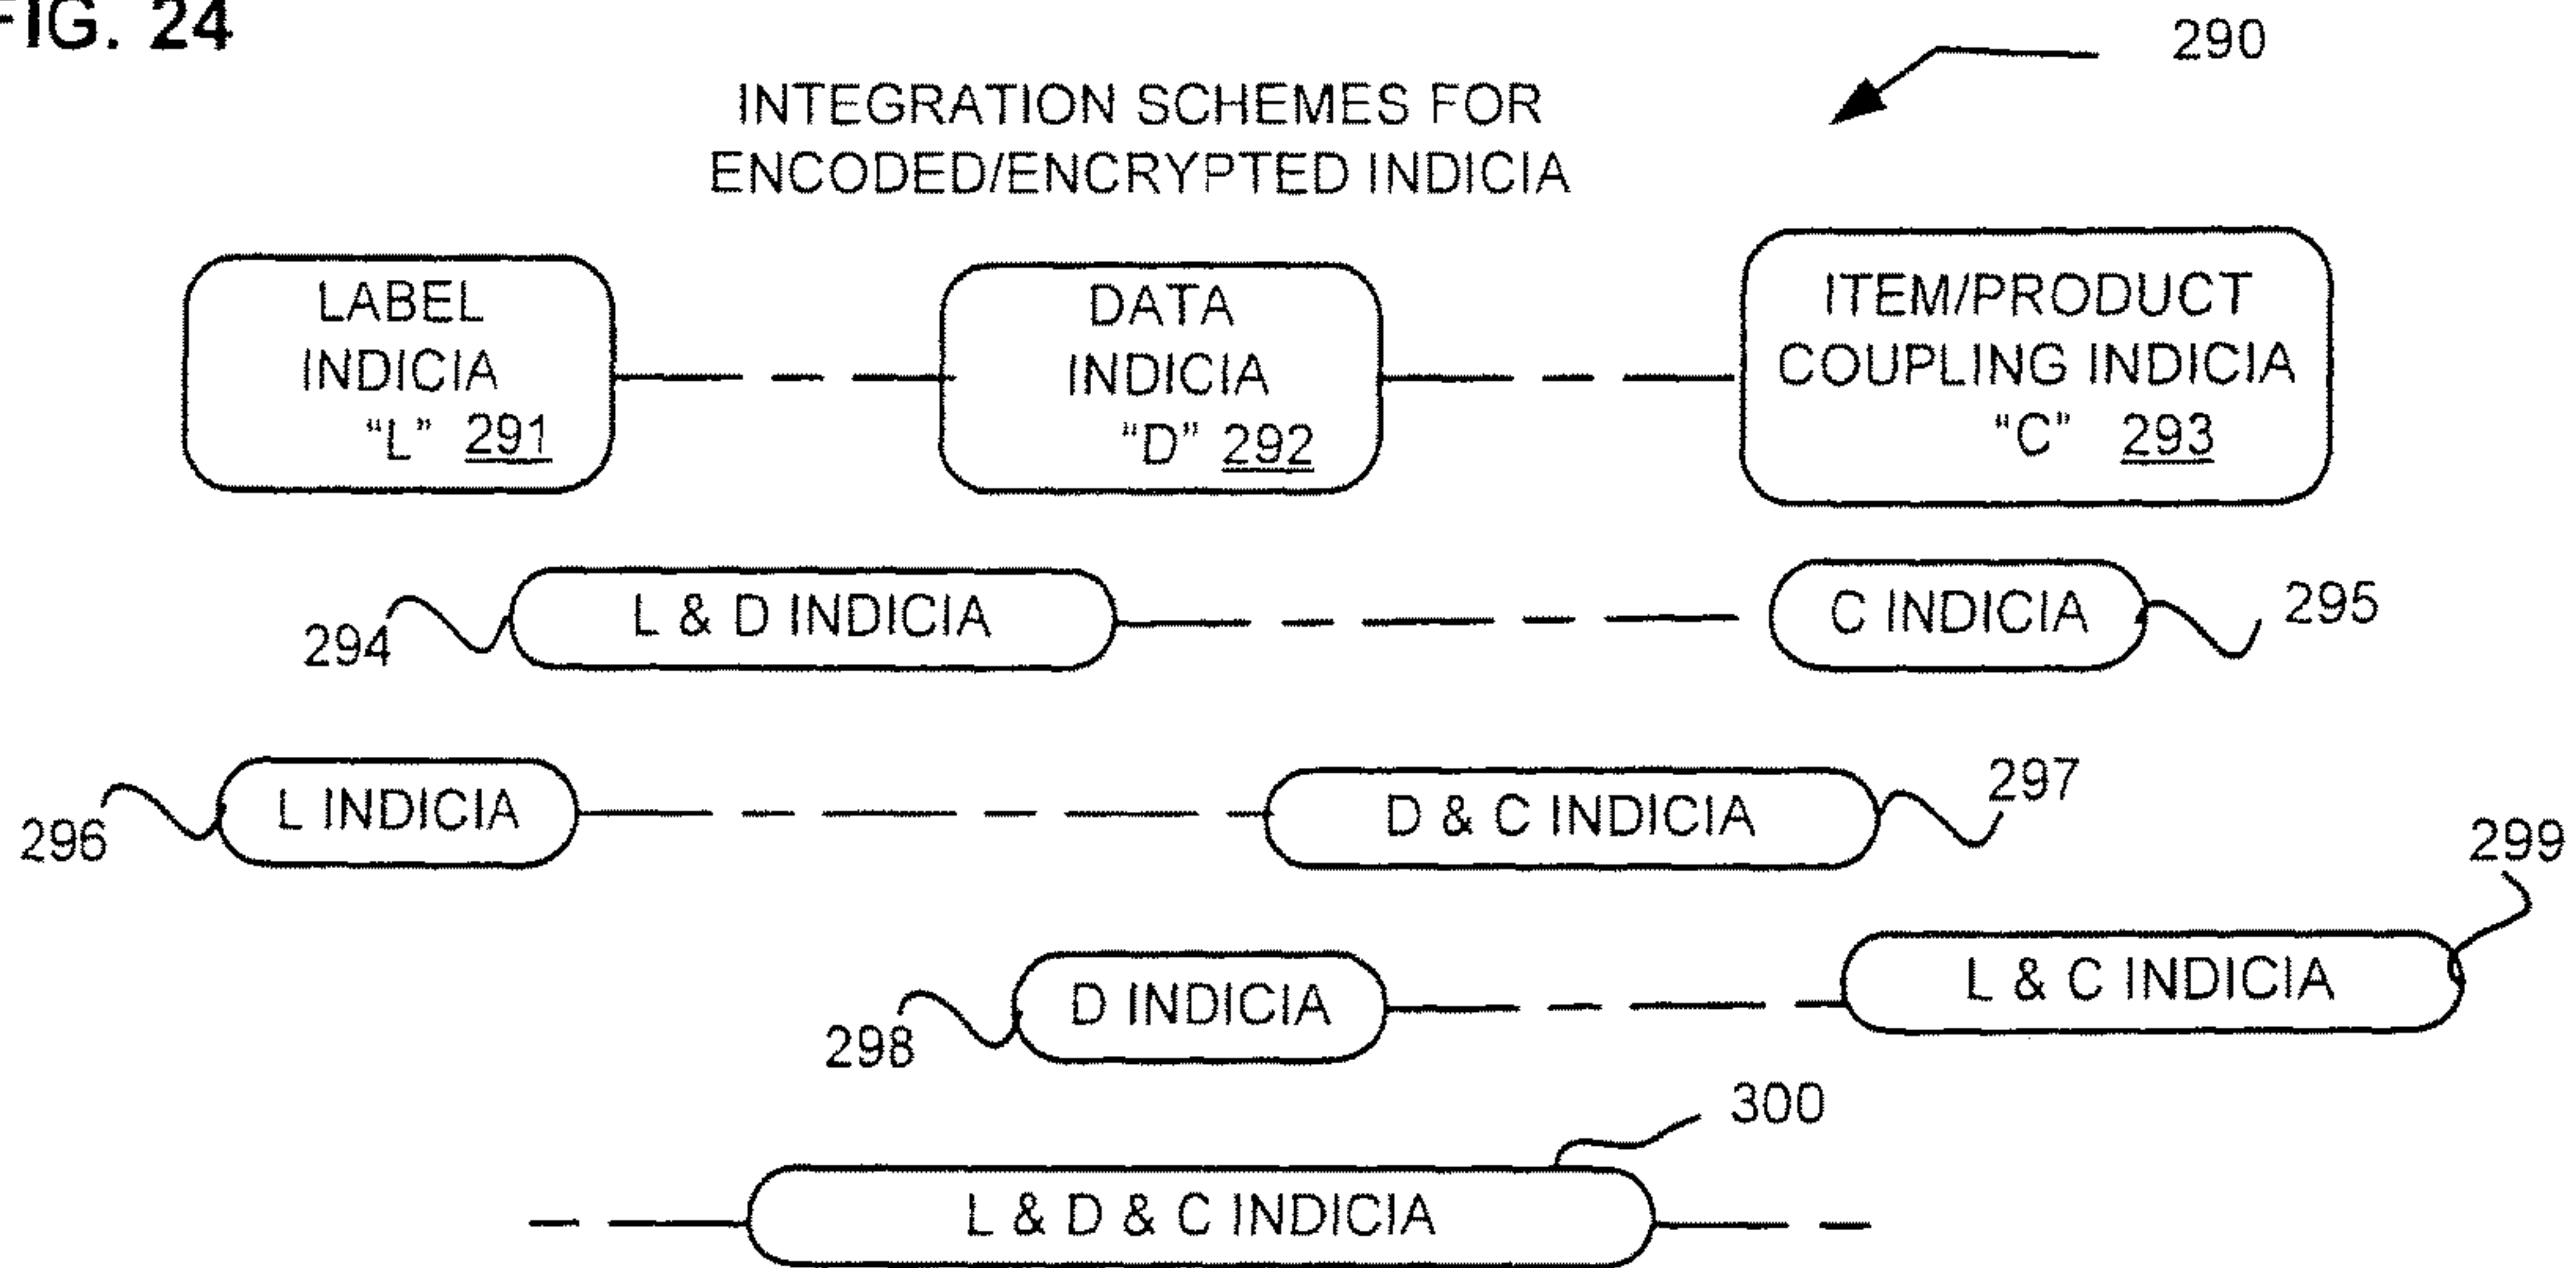 FIG. 24
290
INTEGRATION SCHEMES FOR
ENCODED/ENCRYPTED INDICIA
LABEL
INDICIA
“L” 291
DATA
INDICIA
“D” 292
ITEM/PRODUCT
COUPLING INDICIA
“C” 293
294
L & D INDICIA
C INDICIA
295
296
L INDICIA
D & C INDICIA
297
298
D INDICIA
L & C INDICIA
299
300
L & D & C INDICIA